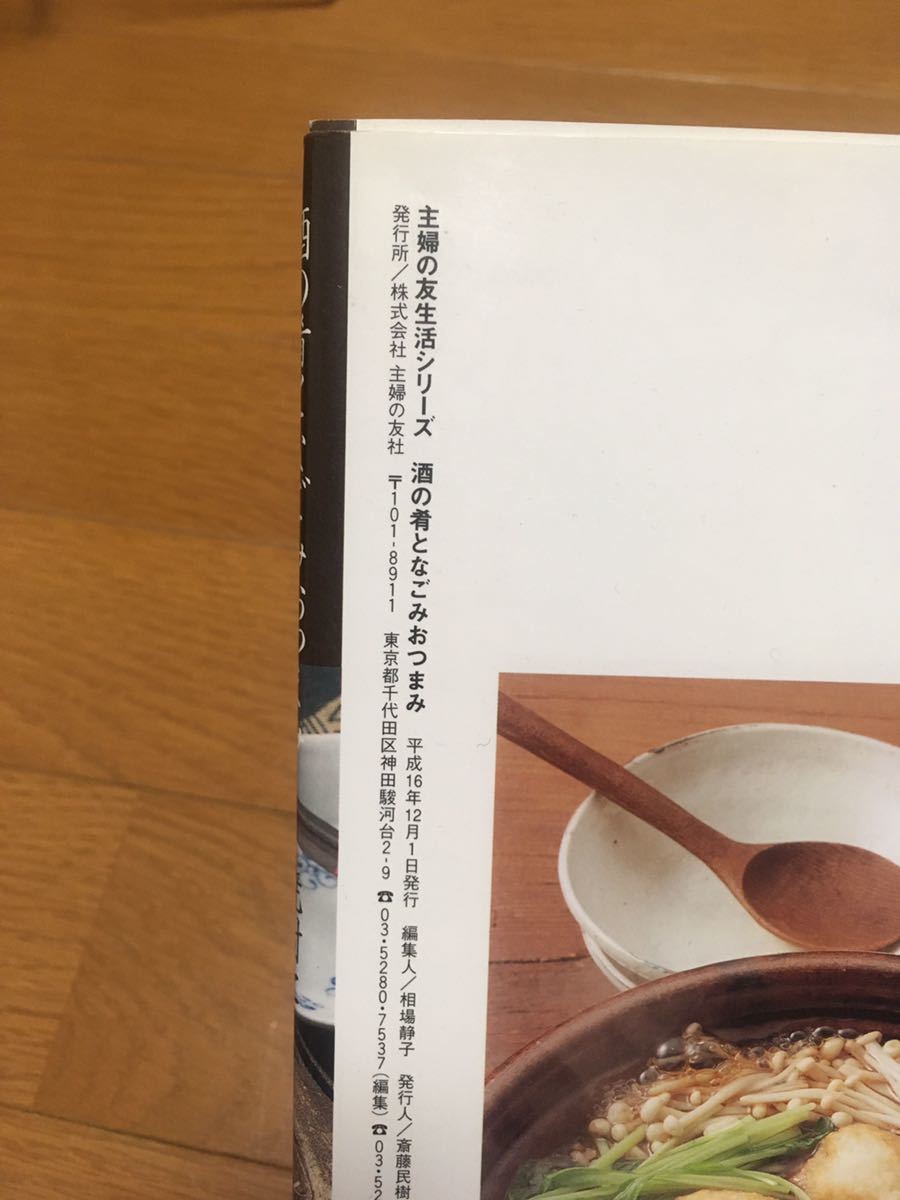 主婦の友生活シリーズ 酒の肴となごみおつまみ 平成16年12月1日発行 編集人/相場静子 発行人/斎藤民樹
発行所/株式会社 主婦の友社 〒101-8911 東京都千代田区神田駿河台2-9 ☎03・5280・7537(編集) ☎03・52